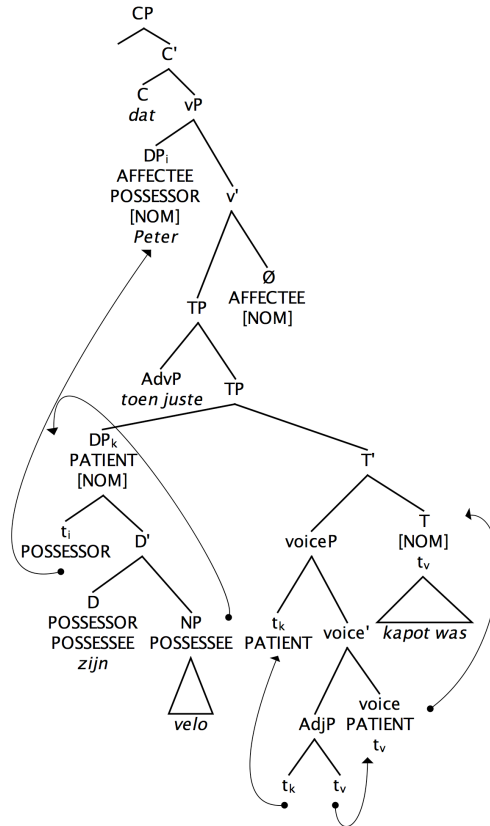 CP
C'
C
dat
vP
DPi
AFFECTEE
POSSESSOR
[NOM]
Peter
v'
TP
Ø
AFFECTEE
[NOM]
AdvP
toen juste
TP
DPk
PATIENT
[NOM]
T'
ti
POSSESSOR
D'
voiceP
T
[NOM]
tv
D
POSSESSOR
POSSESSEE
zijn
NP
POSSESSEE
velo
tk
PATIENT
voice'
kapot was
AdjP
voice
PATIENT
tv
tk
tv